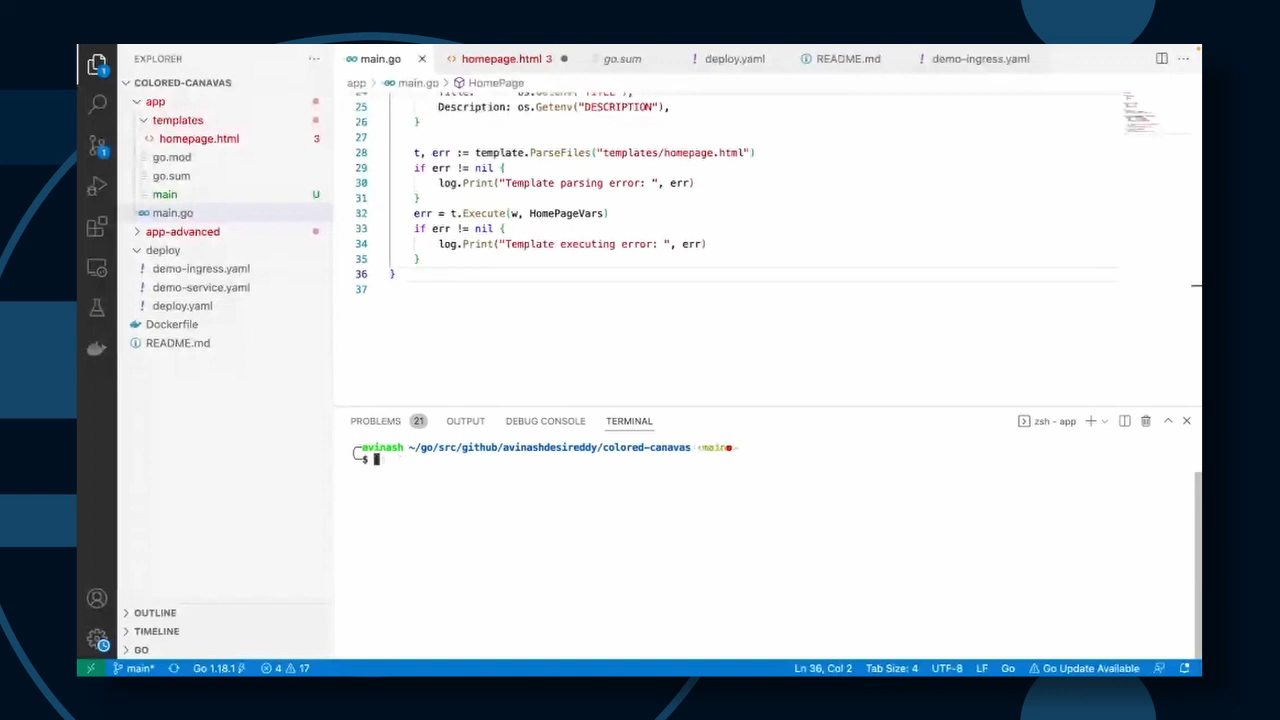 EXPLORER
COLORED-CANAVAS
app
templates
homepage.html 3
go.mod
go.sum
main U
main.go
app-advanced
deploy
demo-ingress.yaml
demo-service.yaml
deploy.yaml
Dockerfile
README.md
OUTLINE
TIMELINE
GO
main.go
homepage.html 3
go.sum
deploy.yaml
README.md
demo-ingress.yaml
app > main.go > HomePage
24 Title: os.Getenv("TITLE"),
25 Description: os.Getenv("DESCRIPTION"),
26 }
27
28 t, err := template.ParseFiles("templates/homepage.html")
29 if err != nil {
30 log.Print("Template parsing error: ", err)
31 }
32 err = t.Execute(w, HomePageVars)
33 if err != nil {
34 log.Print("Template executing error: ", err)
35 }
36 }
37
PROBLEMS 21 OUTPUT DEBUG CONSOLE TERMINAL
zsh - app
avinash ~/go/src/github/avinashdesireddy/colored-canavas ‹main
$
main* Go 1.18.1 4 17 Ln 36, Col 2 Tab Size: 4 UTF-8 LF Go Go Update Available